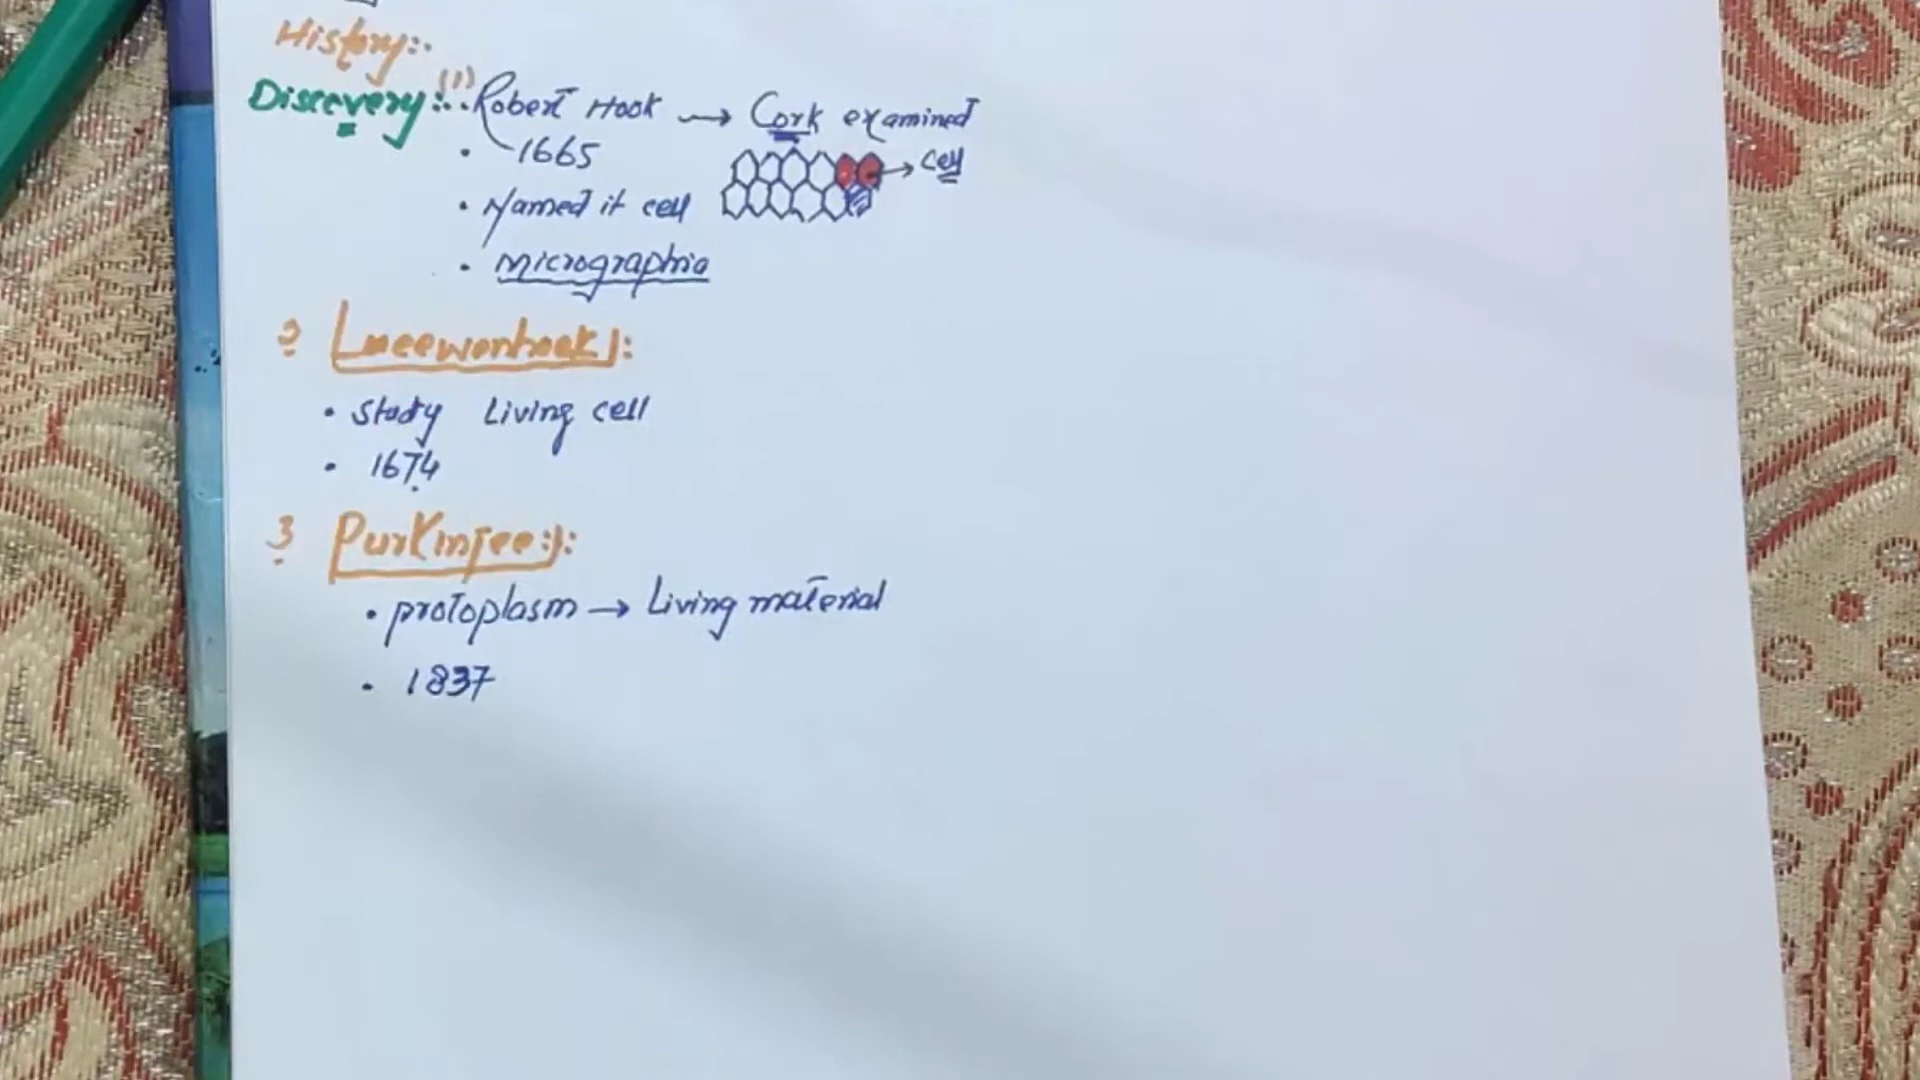 History:-
Discovery:- (1) Robert Hook → Cork examined
• 1665
→ Cell
• Named it cell
• micrographia
2 Lueewenhoek:
• study Living cell
• 1674
3 Purkinjee:
• protoplasm → Living material
• 1837